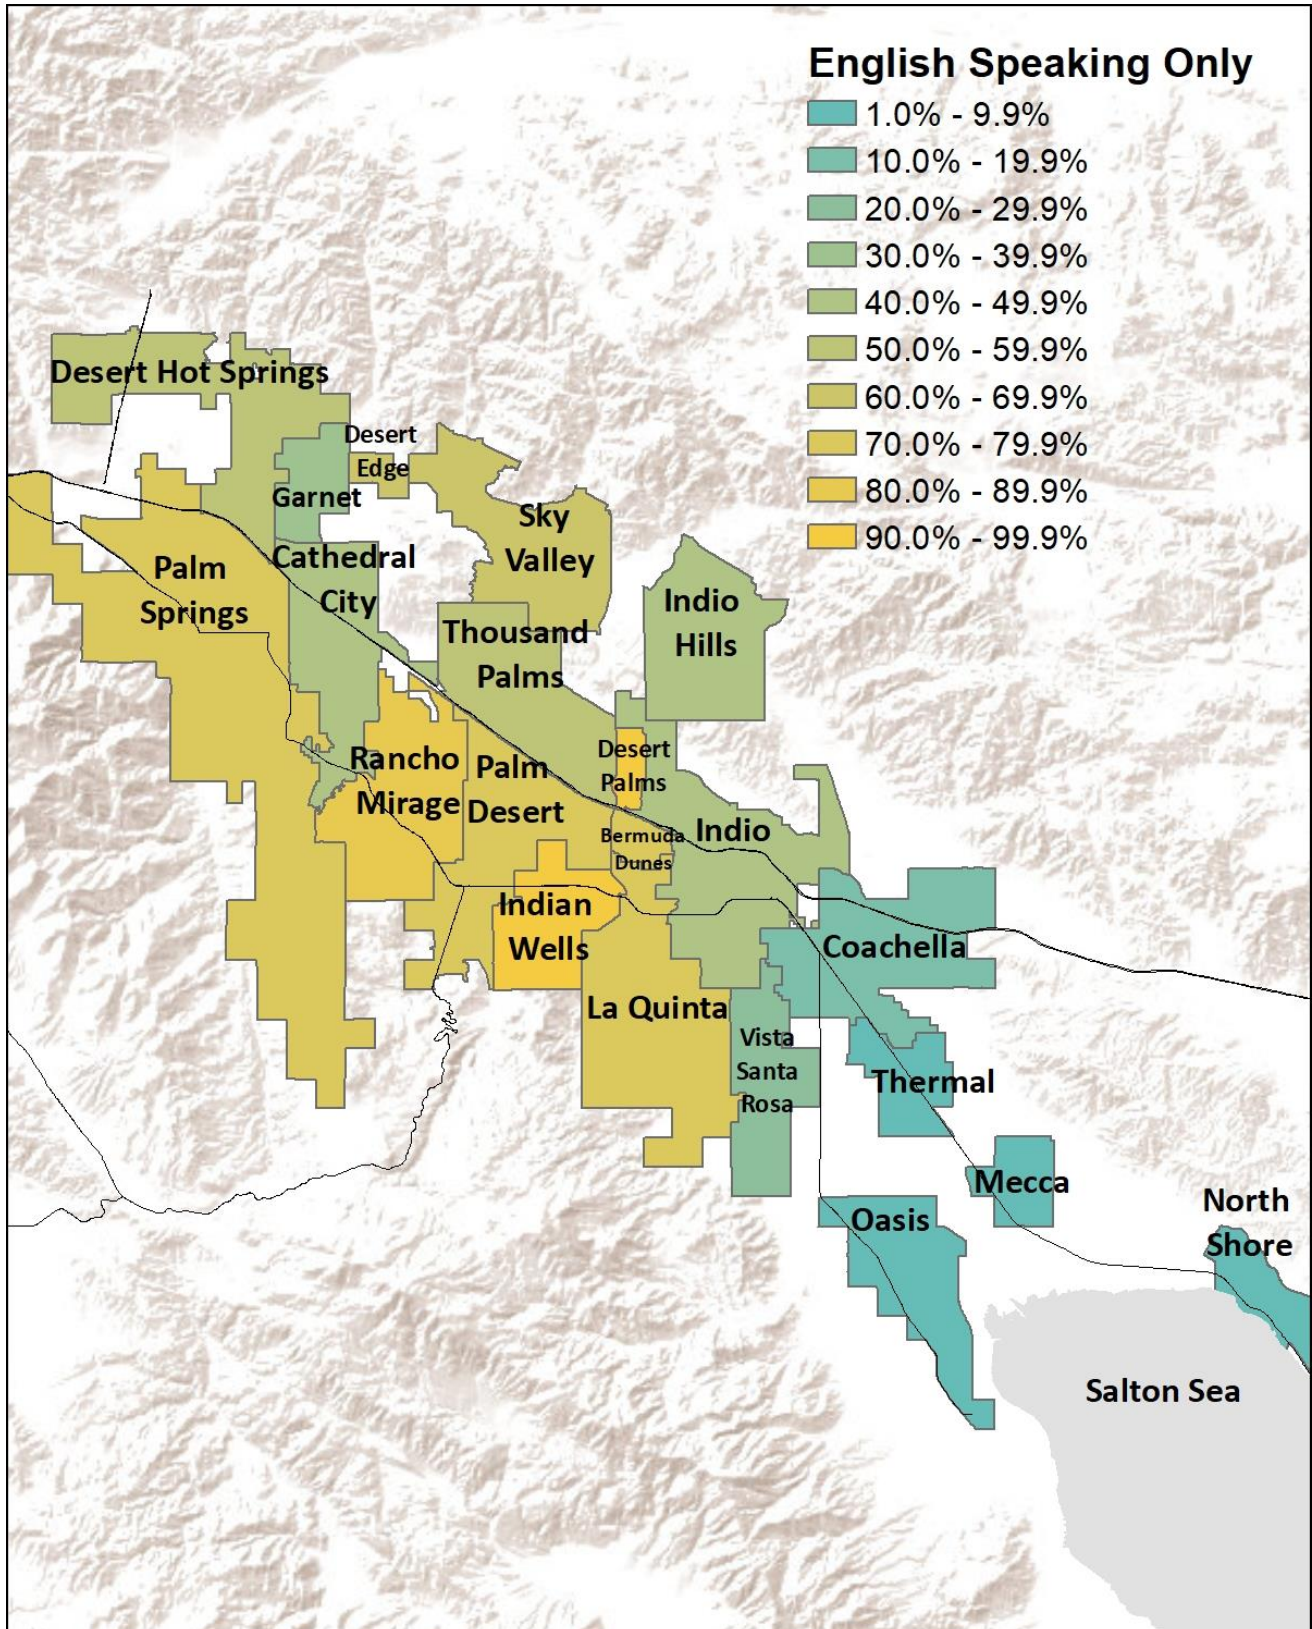 English Speaking Only
1.0% - 9.9%
10.0% - 19.9%
20.0% - 29.9%
30.0% - 39.9%
40.0% - 49.9%
50.0% - 59.9%
60.0% - 69.9%
70.0% - 79.9%
80.0% - 89.9%
90.0% - 99.9%
Desert Hot Springs
Desert
Edge
Garnet
Sky
Valley
Cathedral
City
Palm
Springs
Indio
Hills
Thousand
Palms
Desert
Palms
Rancho
Mirage
Palm
Desert
Bermuda
Dunes
Indio
Indian
Wells
Coachella
La Quinta
Vista
Santa
Rosa
Thermal
Mecca
Oasis
North
Shore
Salton Sea